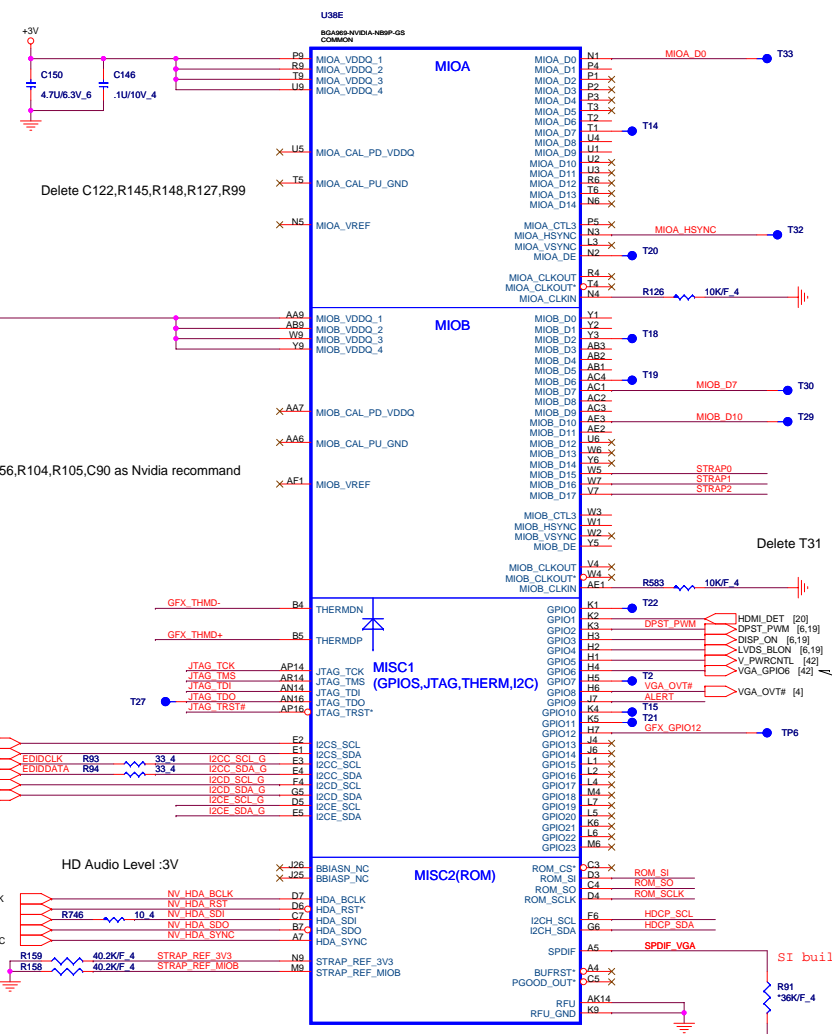 U38E
BGA969-NVIDIA-NB9P-GS
COMMON
+3V
C150
4.7U/6.3V_6
C146
.1U/10V_4
Delete C122,R145,R148,R127,R99
MIOA
P9 MIOA_VDDQ_1
R9 MIOA_VDDQ_2
T9 MIOA_VDDQ_3
U9 MIOA_VDDQ_4
U5 MIOA_CAL_PD_VDDQ
T5 MIOA_CAL_PU_GND
N5 MIOA_VREF
MIOA_D0 N1 MIOA_D0 T33
MIOA_D1 P4
MIOA_D2 P1
MIOA_D3 P2
MIOA_D4 P3
MIOA_D5 T3
MIOA_D6 T2
MIOA_D7 T1 T14
MIOA_D8 U4
MIOA_D9 U1
MIOA_D10 U2
MIOA_D11 U3
MIOA_D12 R6
MIOA_D13 T6
MIOA_D14 N6
MIOA_CTL3 P5
MIOA_HSYNC N3 MIOA_HSYNC T32
MIOA_VSYNC L3
MIOA_DE N2 T20
MIOA_CLKOUT R4
MIOA_CLKOUT* T4
MIOA_CLKIN N4 R126 10K/F_4
MIOB
AA9 MIOB_VDDQ_1
AB9 MIOB_VDDQ_2
W9 MIOB_VDDQ_3
Y9 MIOB_VDDQ_4
AA7 MIOB_CAL_PD_VDDQ
AA6 MIOB_CAL_PU_GND
AF1 MIOB_VREF
56,R104,R105,C90 as Nvidia recommand
MIOB_D0 Y1
MIOB_D1 Y2
MIOB_D2 Y3 T18
MIOB_D3 AB3
MIOB_D4 AB2
MIOB_D5 AB1
MIOB_D6 AC4 T19
MIOB_D7 AC1 MIOB_D7 T30
MIOB_D8 AC2
MIOB_D9 AC3
MIOB_D10 AE3 MIOB_D10 T29
MIOB_D11 AE2
MIOB_D12 U6
MIOB_D13 W6
MIOB_D14 Y6
MIOB_D15 W5 STRAP0
MIOB_D16 W7 STRAP1
MIOB_D17 V7 STRAP2
MIOB_CTL3 W3
MIOB_HSYNC W1
MIOB_VSYNC W2
MIOB_DE Y5
Delete T31
MIOB_CLKOUT V4
MIOB_CLKOUT* W4
MIOB_CLKIN AE1 R583 10K/F_4
MISC1
(GPIOS,JTAG,THERM,I2C)
GFX_THMD- B4 THERMDN
GFX_THMD+ B5 THERMDP
JTAG_TCK AP14 JTAG_TCK
JTAG_TMS AR14 JTAG_TMS
JTAG_TDI AN14 JTAG_TDI
T27 JTAG_TDO AN16 JTAG_TDO
JTAG_TRST# AP16 JTAG_TRST*
E2 I2CS_SCL
E1 I2CS_SDA
EDIDCLK R93 33_4 I2CC_SCL_G E3 I2CC_SCL
EDIDDATA R94 33_4 I2CC_SDA_G E4 I2CC_SDA
I2CD_SCL_G F4 I2CD_SCL
I2CD_SDA_G G5 I2CD_SDA
I2CE_SCL_G D5 I2CE_SCL
I2CE_SDA_G E5 I2CE_SDA
GPIO0 K1 T22
GPIO1 K2 HDMI_DET [20]
GPIO2 K3 DPST_PWM DPST_PWM [6,19]
GPIO3 H3 DISP_ON [6,19]
GPIO4 H2 LVDS_BLON [6,19]
GPIO5 H1 V_PWRCNTL [42]
GPIO6 H4 VGA_GPIO6 [42]
GPIO7 H5 T2
GPIO8 H6 VGA_OVT# VGA_OVT# [4]
GPIO9 J7 ALERT
GPIO10 K4 T15
GPIO11 K5 T21
GPIO12 H7 GFX_GPIO12 TP6
GPIO13 J4
GPIO14 J6
GPIO15 L1
GPIO16 L2
GPIO17 L4
GPIO18 M4
GPIO19 L7
GPIO20 L5
GPIO21 K6
GPIO22 L6
GPIO23 M6
HD Audio Level :3V
MISC2(ROM)
J26 BBIASN_NC
J25 BBIASP_NC
K NV_HDA_BCLK D7 HDA_BCLK
NV_HDA_RST D6 HDA_RST*
R746 10_4 NV_HDA_SDI C7 HDA_SDI
NV_HDA_SDO B7 HDA_SDO
C NV_HDA_SYNC A7 HDA_SYNC
R159 40.2K/F_4 STRAP_REF_3V3 N9 STRAP_REF_3V3
R158 40.2K/F_4 STRAP_REF_MIOB M9 STRAP_REF_MIOB
ROM_CS* C3
ROM_SI D3 ROM_SI
ROM_SO C4 ROM_SO
ROM_SCLK D4 ROM_SCLK
I2CH_SCL F6 HDCP_SCL
I2CH_SDA G6 HDCP_SDA
SPDIF A5 SPDIF_VGA
BUFRST* A4
PGOOD_OUT* C5
RFU AK14
RFU_GND K9
SI buil
R91
*36K/F_4